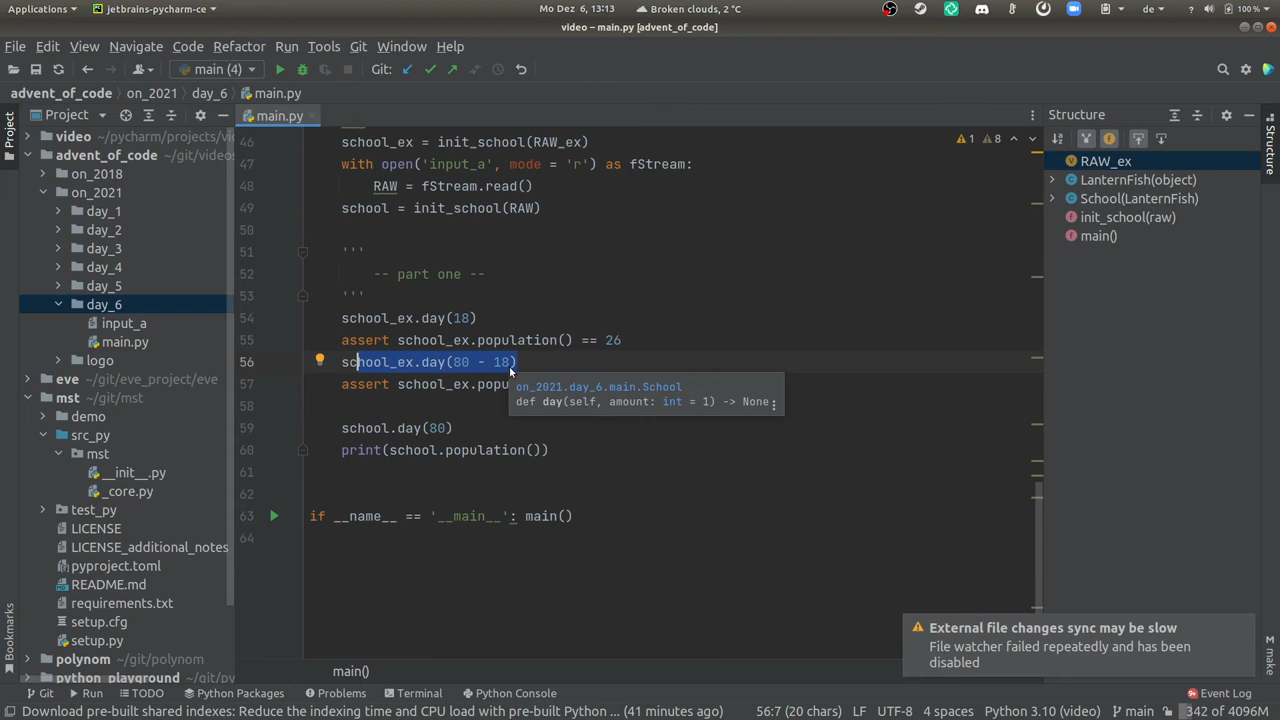 Applications jetbrains-pycharm-ce Mo Dez 6, 13:13 Broken clouds, 2 °C de 100 %
video – main.py [advent_of_code]
File Edit View Navigate Code Refactor Run Tools Git Window Help
main (4) Git:
advent_of_code on_2021 day_6 main.py
Project
Project
main.py
Structure
Structure
video ~/pycharm/projects/vi
advent_of_code ~/git/video
on_2018
on_2021
day_1
day_2
day_3
day_4
day_5
day_6
input_a
main.py
logo
eve ~/git/eve
mst ~/git/mst
demo
src_py
mst
__init__.py
_core.py
test_py
LICENSE
LICENSE_additional_notes
pyproject.toml
README.md
requirements.txt
setup.cfg
setup.py
polynom ~/git/polynom
python_playground ~/git/
Bookmarks
1 8
46 school_ex = init_school(RAW_ex)
47 with open('input_a', mode = 'r') as fStream:
48 RAW = fStream.read()
49 school = init_school(RAW)
50
51 '''
52 -- part one --
53 '''
54 school_ex.day(18)
55 assert school_ex.population() == 26
56 school_ex.day(80 - 18)
57 assert school_ex.popu
58
59 school.day(80)
60 print(school.population())
61
62
63 if __name__ == '__main__': main()
64
on_2021.day_6.main.School
def day(self, amount: int = 1) -> None
RAW_ex
LanternFish(object)
School(LanternFish)
init_school(raw)
main()
make
External file changes sync may be slow
File watcher failed repeatedly and has been
disabled
main()
Git Run TODO Python Packages Problems Terminal Python Console 9+ Event Log
Download pre-built shared indexes: Reduce the indexing time and CPU load with pre-built Python... (41 minutes ago) 56:7 (20 chars) LF UTF-8 4 spaces Python 3.10 (video) main 342 of 4096M